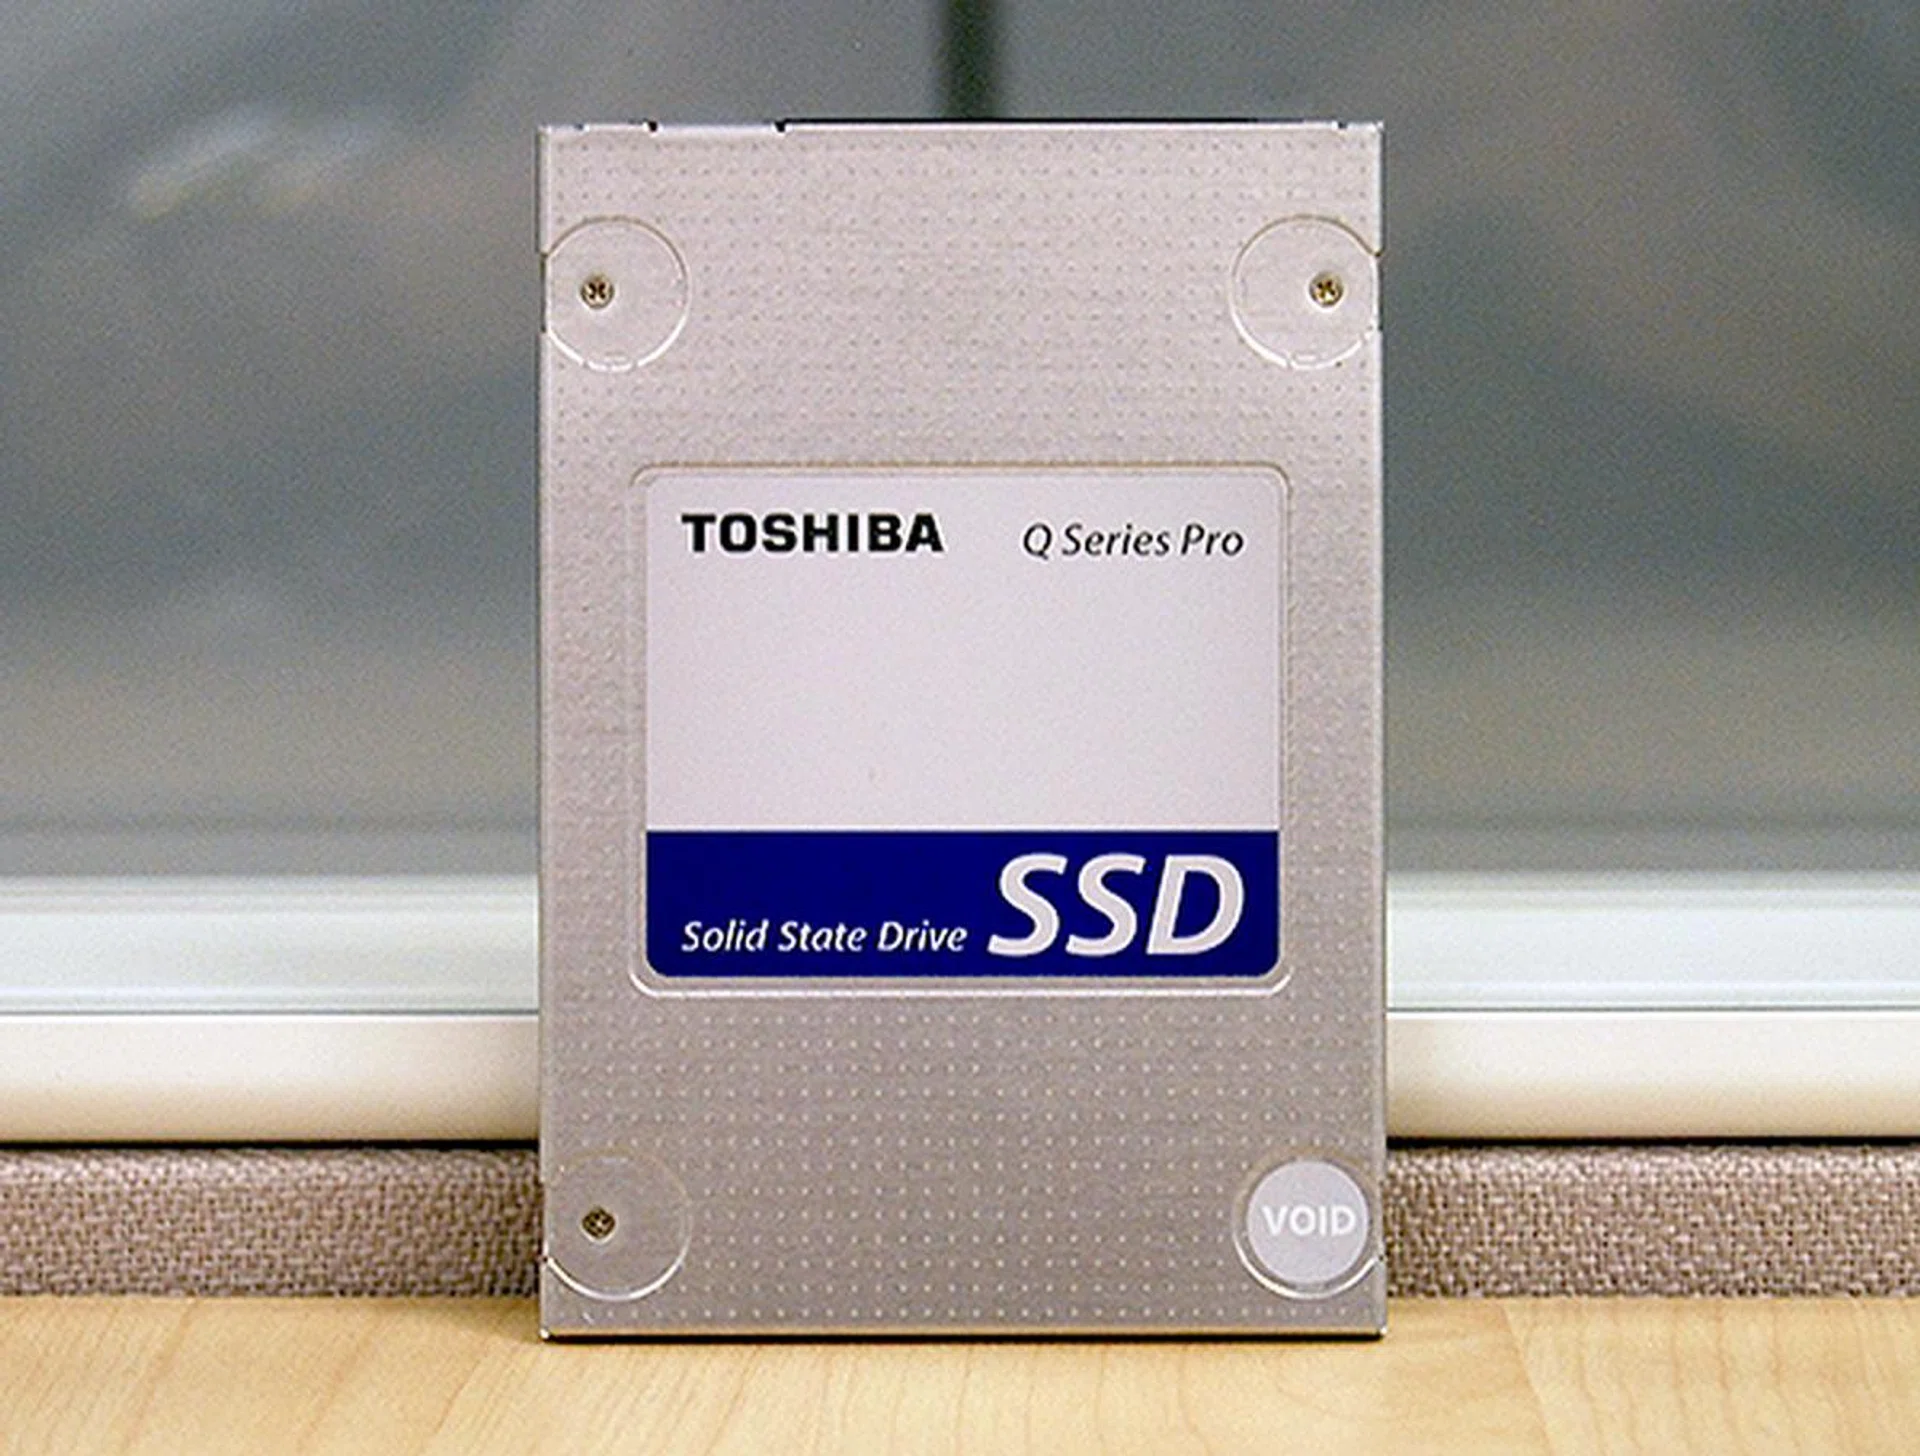 TOSHIBA Q Series Pro
Solid State Drive SSD
VOID